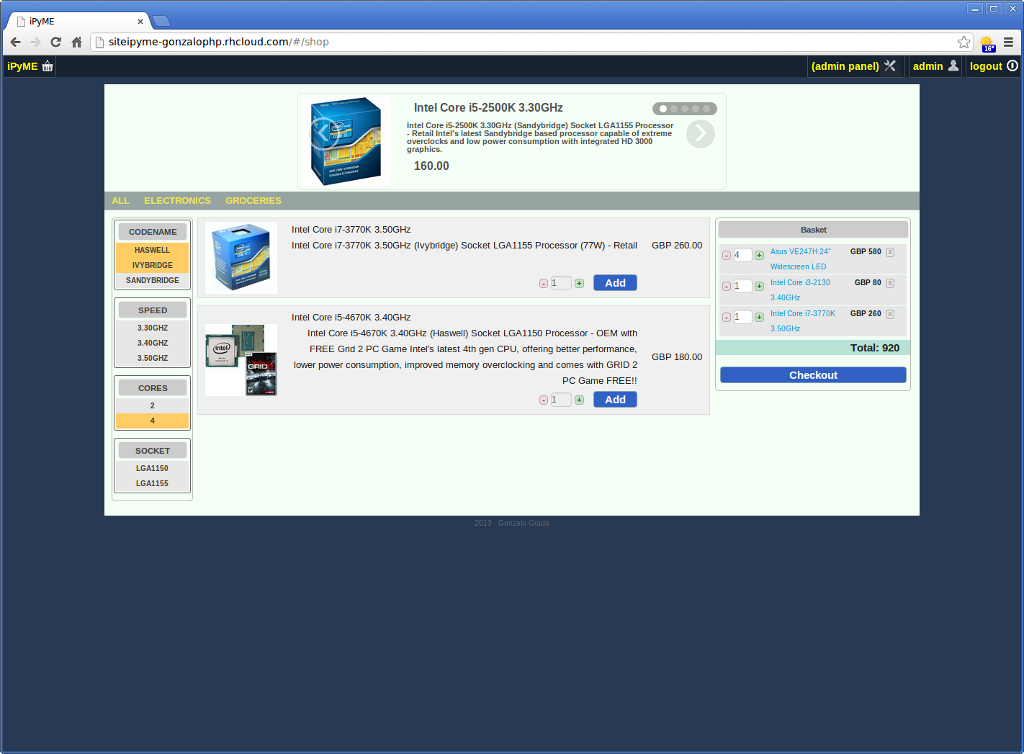 iPyME
siteipyme-gonzalophp.rhcloud.com/#/shop
16°
iPyME
(admin panel)
admin
logout
Intel Core i5-2500K 3.30GHz
Intel Core i5-2500K 3.30GHz (Sandybridge) Socket LGA1155 Processor
- Retail Intel's latest Sandybridge based processor capable of extreme
overclocks and low power consumption with integrated HD 3000
graphics.
160.00
ALL ELECTRONICS GROCERIES
CODENAME
HASWELL
IVYBRIDGE
SANDYBRIDGE
SPEED
3.30GHZ
3.40GHZ
3.50GHZ
CORES
2
4
SOCKET
LGA1150
LGA1155
Intel Core i7-3770K 3.50GHz
Intel Core i7-3770K 3.50GHz (Ivybridge) Socket LGA1155 Processor (77W) - Retail
GBP 260.00
- 1 + Add
Intel Core i5-4670K 3.40GHz
Intel Core i5-4670K 3.40GHz (Haswell) Socket LGA1150 Processor - OEM with
FREE Grid 2 PC Game Intel's latest 4th gen CPU, offering better performance,
lower power consumption, improved memory overclocking and comes with GRID 2
PC Game FREE!!
GBP 180.00
- 1 + Add
intel
GRID
Basket
- 4 + Asus VE247H 24" GBP 580 x
Widescreen LED
- 1 + Intel Core i3-2130 GBP 80 x
3.40GHz
- 1 + Intel Core i7-3770K GBP 260 x
3.50GHz
Total: 920
Checkout
2013 - Gonzalo Grado